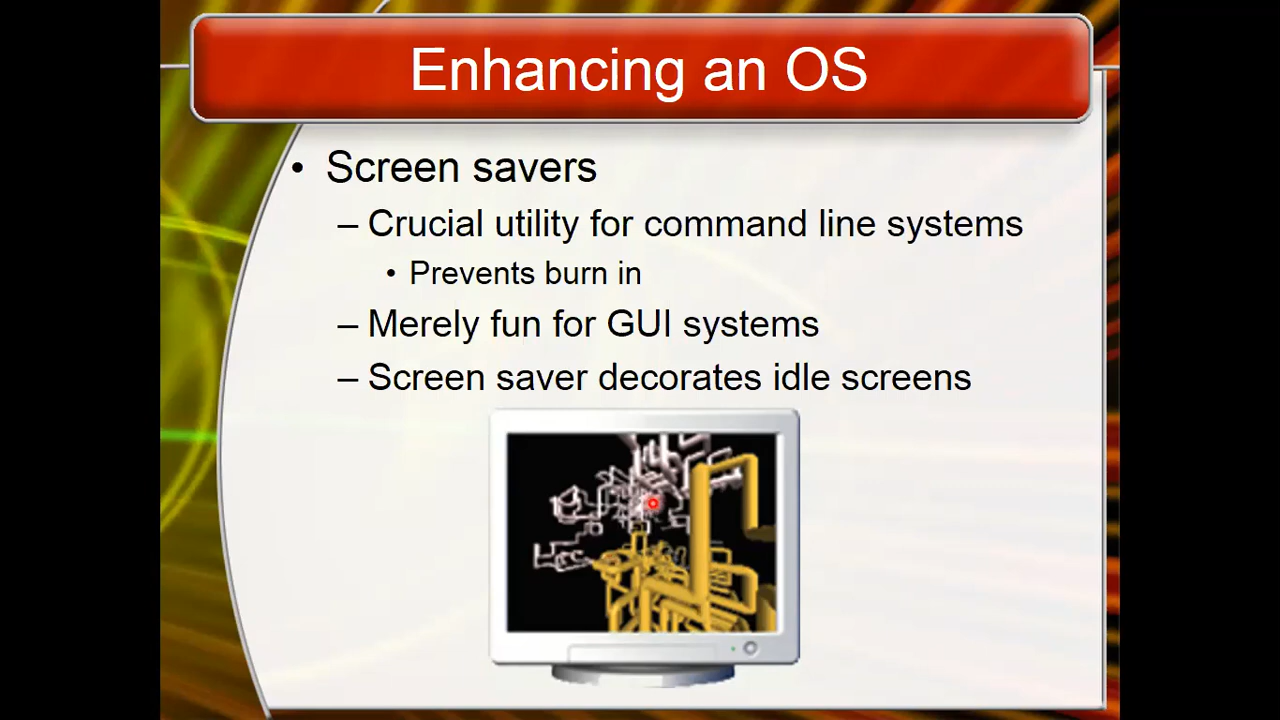 Enhancing an OS
• Screen savers
– Crucial utility for command line systems
• Prevents burn in
– Merely fun for GUI systems
– Screen saver decorates idle screens